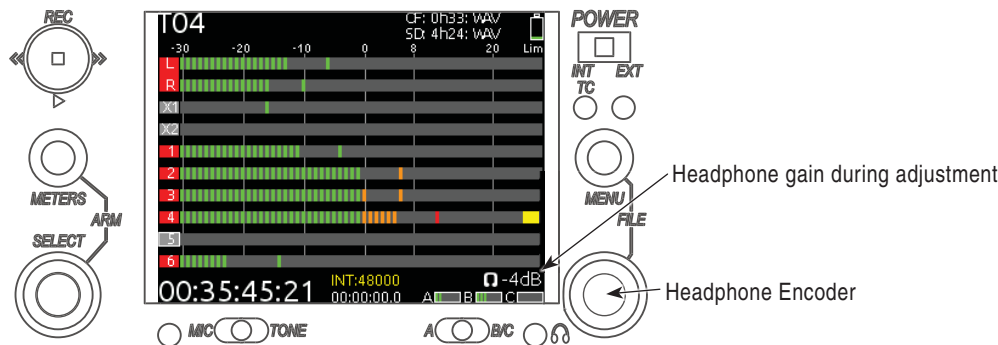 REC
T04
CF: 0h33: WAV
SD: 4h24: WAV
POWER
-30 -20 -10 0 8 20 Lim
INT EXT
TC
L
R
X1
X2
1
2
3
4
5
6
METERS
ARM
SELECT
MENU
FILE
Headphone gain during adjustment
Headphone Encoder
00:35:45:21
INT:48000
00:00:00.0
-4dB
A B C
MIC TONE
A B/C